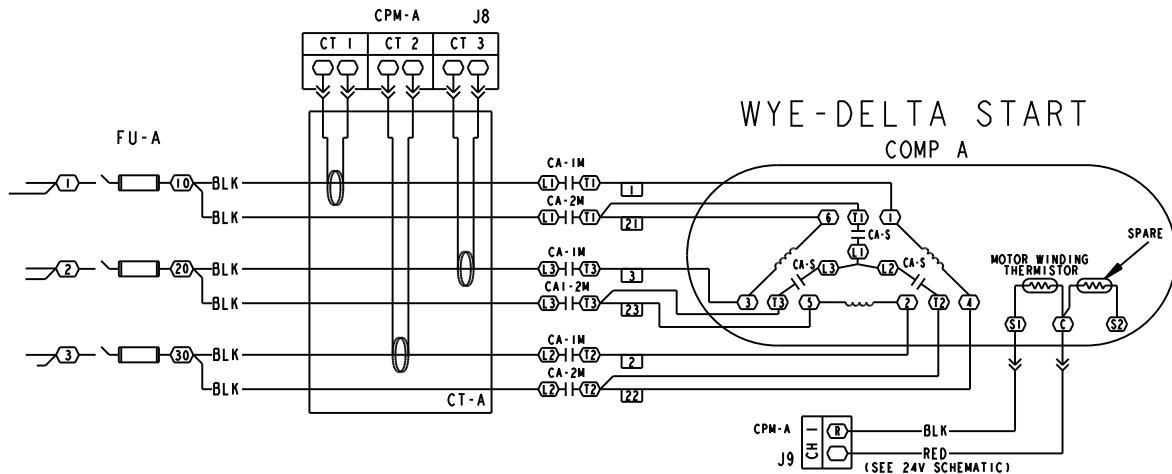 CPM-A J8
CT 1 CT 2 CT 3
WYE-DELTA START
COMP A
FU-A
1 10 BLK CA-1M L1 T1 1
BLK CA-2M L1 T1 21
2 20 BLK CA-1M L3 T3 3
BLK CA1-2M L3 T3 23
3 30 BLK CA-1M L2 T2 2
BLK CA-2M L2 T2 22
CT-A
6 T1 1
CA-S
L1
CA-S L3 L2 CA-S
3 T3 5 2 T2 4
SPARE
MOTOR WINDING
THERMISTOR
S1 C S2
CPM-A
J9
CH 1
R BLK
RED
(SEE 24V SCHEMATIC)